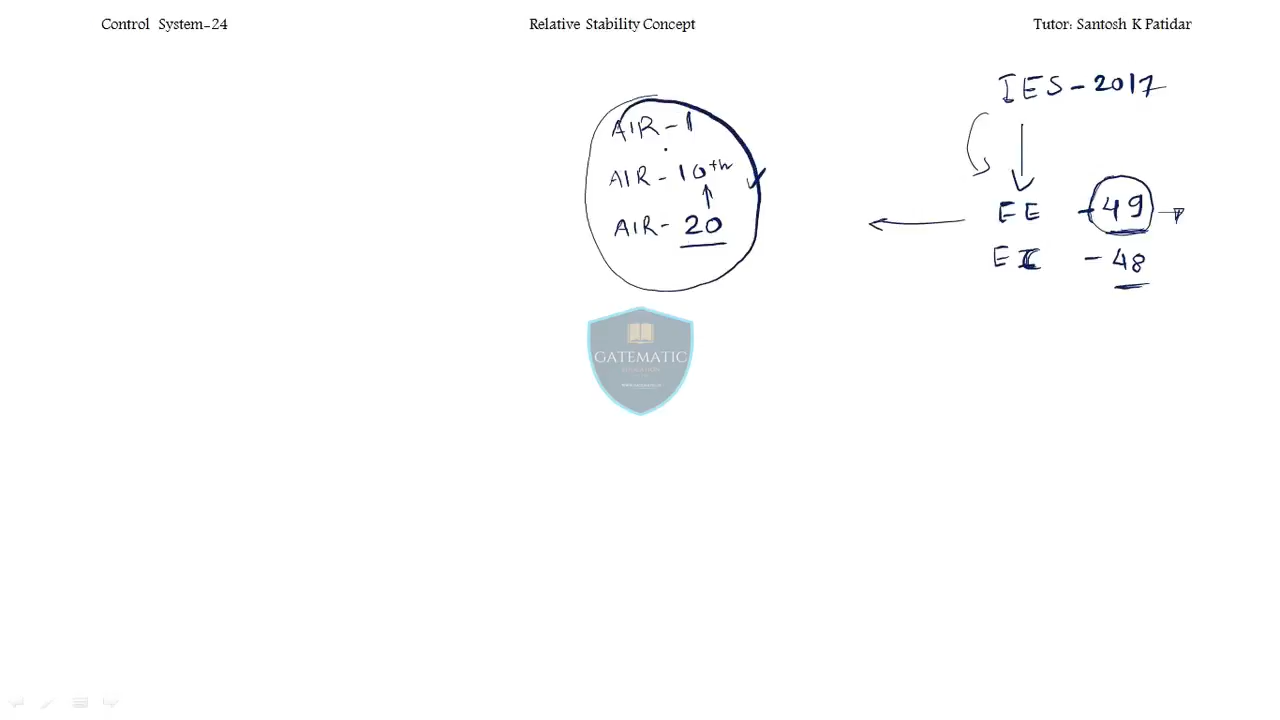 Control System-24
Relative Stability Concept
Tutor: Santosh K Patidar
IES - 2017
AIR - 1
AIR - 10th
AIR - 20
EE - 49
- 48
GATEMATIC